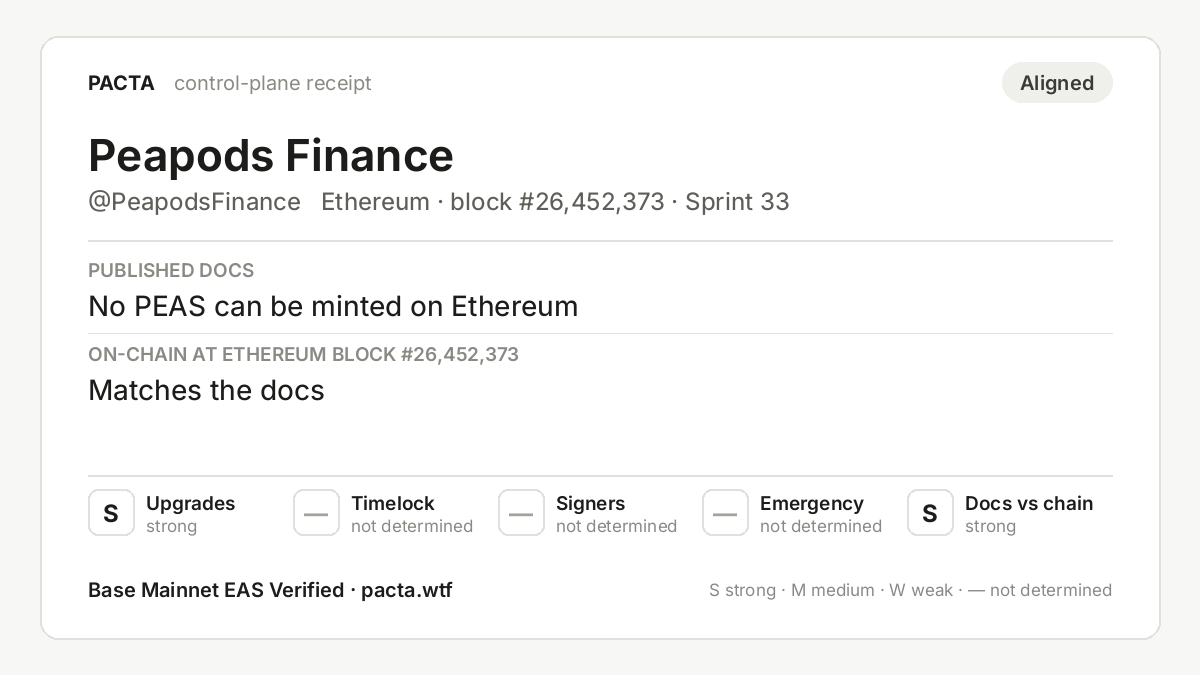 PACTA control-plane receipt
Aligned
Peapods Finance
@PeapodsFinance Ethereum · block #26,452,373 · Sprint 33
PUBLISHED DOCS
No PEAS can be minted on Ethereum
ON-CHAIN AT ETHEREUM BLOCK #26,452,373
Matches the docs
S Upgrades
strong
— Timelock
not determined
— Signers
not determined
— Emergency
not determined
S Docs vs chain
strong
Base Mainnet EAS Verified · pacta.wtf
S strong · M medium · W weak · — not determined